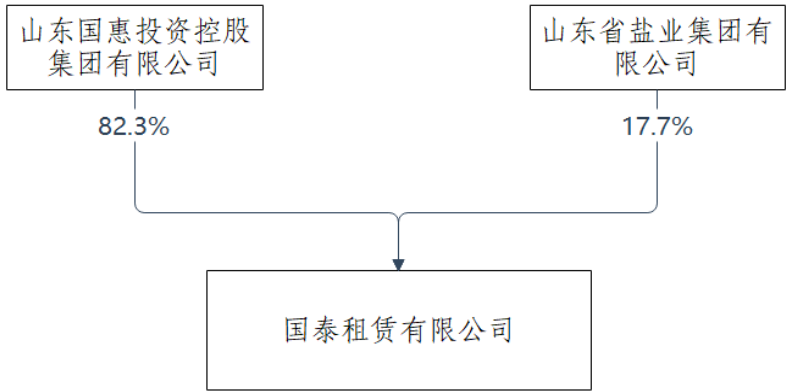 山东国惠投资控股
集团有限公司
山东省盐业集团有
限公司
82.3%
17.7%
国泰租赁有限公司